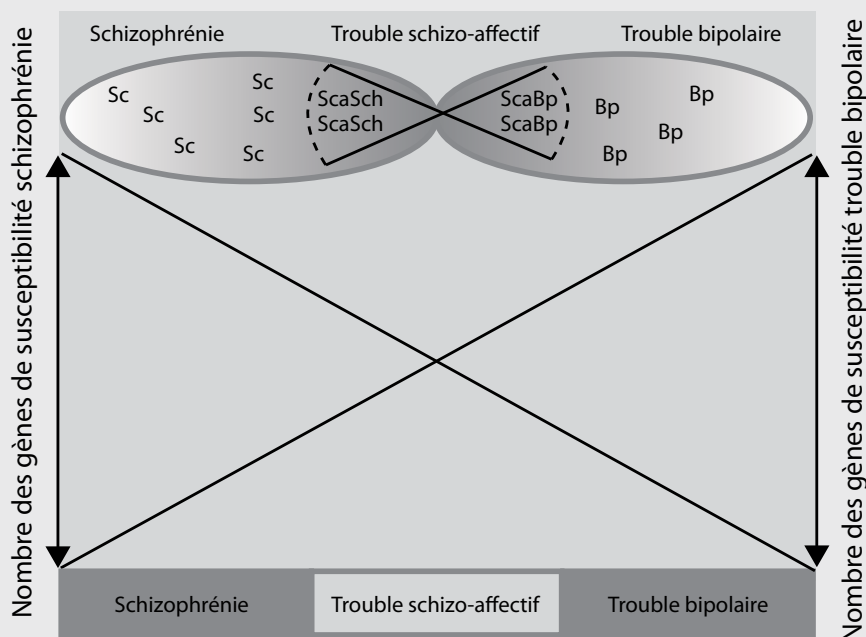 Schizophrénie Trouble schizo-affectif Trouble bipolaire
Sc
Sc
Sc
Sc
Sc
Sc
ScaSch
ScaSch
ScaBp
ScaBp
Bp
Bp
Bp
Bp
Nombre des gènes de susceptibilité schizophrénie
Nombre des gènes de susceptibilité trouble bipolaire
Schizophrénie Trouble schizo-affectif Trouble bipolaire